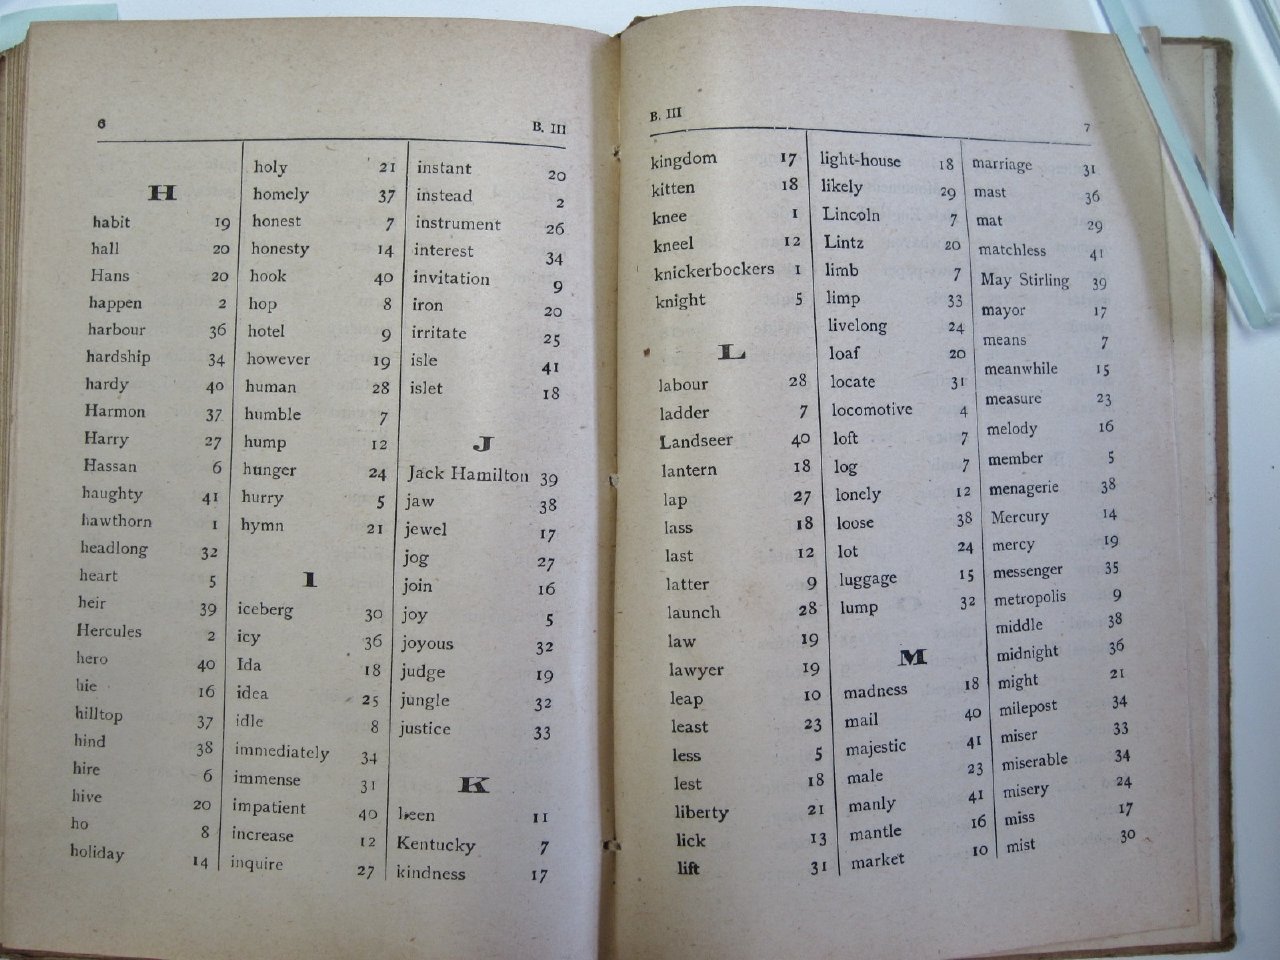 6
B. III
H
habit 19
hall 20
Hans 20
happen 2
harbour 36
hardship 34
hardy 40
Harmon 37
Harry 27
Hassan 6
haughty 41
hawthorn 1
headlong 32
heart 5
heir 39
Hercules 2
hero 40
hie 16
hilltop 37
hind 38
hire 6
hive 20
ho 8
holiday 14
holy 21
homely 37
honest 7
honesty 14
hook 40
hop 8
hotel 9
however 19
human 28
humble 7
hump 12
hunger 24
hurry 5
hymn 21
I
iceberg 30
icy 36
Ida 18
idea 25
idle 8
immediately 34
immense 31
impatient 40
increase 12
inquire 27
instant 20
instead 2
instrument 26
interest 34
invitation 9
iron 20
irritate 25
isle 41
islet 18
J
Jack Hamilton 39
jaw 38
jewel 17
jog 27
join 16
joy 5
joyous 32
judge 19
jungle 32
justice 33
K
keen 11
Kentucky 7
kindness 17
B. III
7
kingdom 17
kitten 18
knee 1
kneel 12
knickerbockers 1
knight 5
L
labour 28
ladder 7
Landseer 40
lantern 18
lap 27
lass 18
last 12
latter 9
launch 28
law 19
lawyer 19
leap 10
least 23
less 5
lest 18
liberty 21
lick 13
lift 31
light-house 18
likely 29
Lincoln 7
Lintz 20
limb 7
limp 33
livelong 24
loaf 20
locate 31
locomotive 4
loft 7
log 7
lonely 12
loose 38
lot 24
luggage 15
lump 32
M
madness 18
mail 40
majestic 41
male 23
manly 41
mantle 16
market 10
marriage 31
mast 36
mat 29
matchless 41
May Stirling 39
mayor 17
means 7
meanwhile 15
measure 23
melody 16
member 5
menagerie 38
Mercury 14
mercy 19
messenger 35
metropolis 9
middle 38
midnight 36
might 21
milepost 34
miser 33
miserable 34
misery 24
miss 17
mist 30